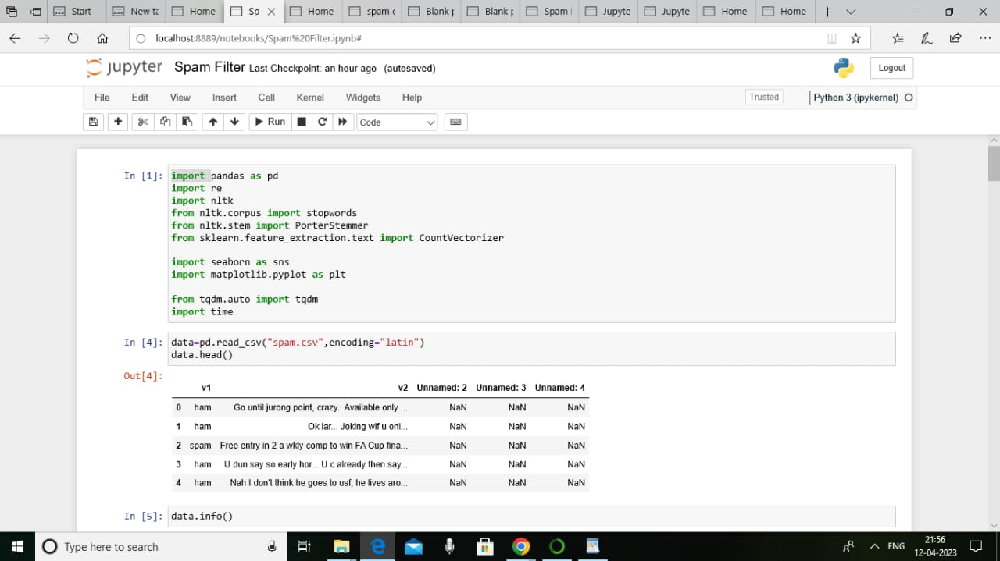 Start
New ta
Home
Sp
Home
spam c
Blank p
Blank p
Spam
Jupyte
Jupyte
Home
Home
localhost:8889/notebooks/Spam%20Filter.ipynb#
jupyter Spam Filter Last Checkpoint: an hour ago (autosaved)
Logout
File Edit View Insert Cell Kernel Widgets Help
Trusted
Python 3 (ipykernel)
Run
Code
In [1]: import pandas as pd
import re
import nltk
from nltk.corpus import stopwords
from nltk.stem import PorterStemmer
from sklearn.feature_extraction.text import CountVectorizer
import seaborn as sns
import matplotlib.pyplot as plt
from tqdm.auto import tqdm
import time
In [4]: data=pd.read_csv("spam.csv",encoding="latin")
data.head()
Out[4]:
v1 v2 Unnamed: 2 Unnamed: 3 Unnamed: 4
0 ham Go until jurong point, crazy.. Available only ... NaN NaN NaN
1 ham Ok lar... Joking wif u oni... NaN NaN NaN
2 spam Free entry in 2 a wkly comp to win FA Cup fina... NaN NaN NaN
3 ham U dun say so early hor... U c already then say... NaN NaN NaN
4 ham Nah I don't think he goes to usf, he lives aro... NaN NaN NaN
In [5]: data.info()
Type here to search
ENG
21:56
12-04-2023